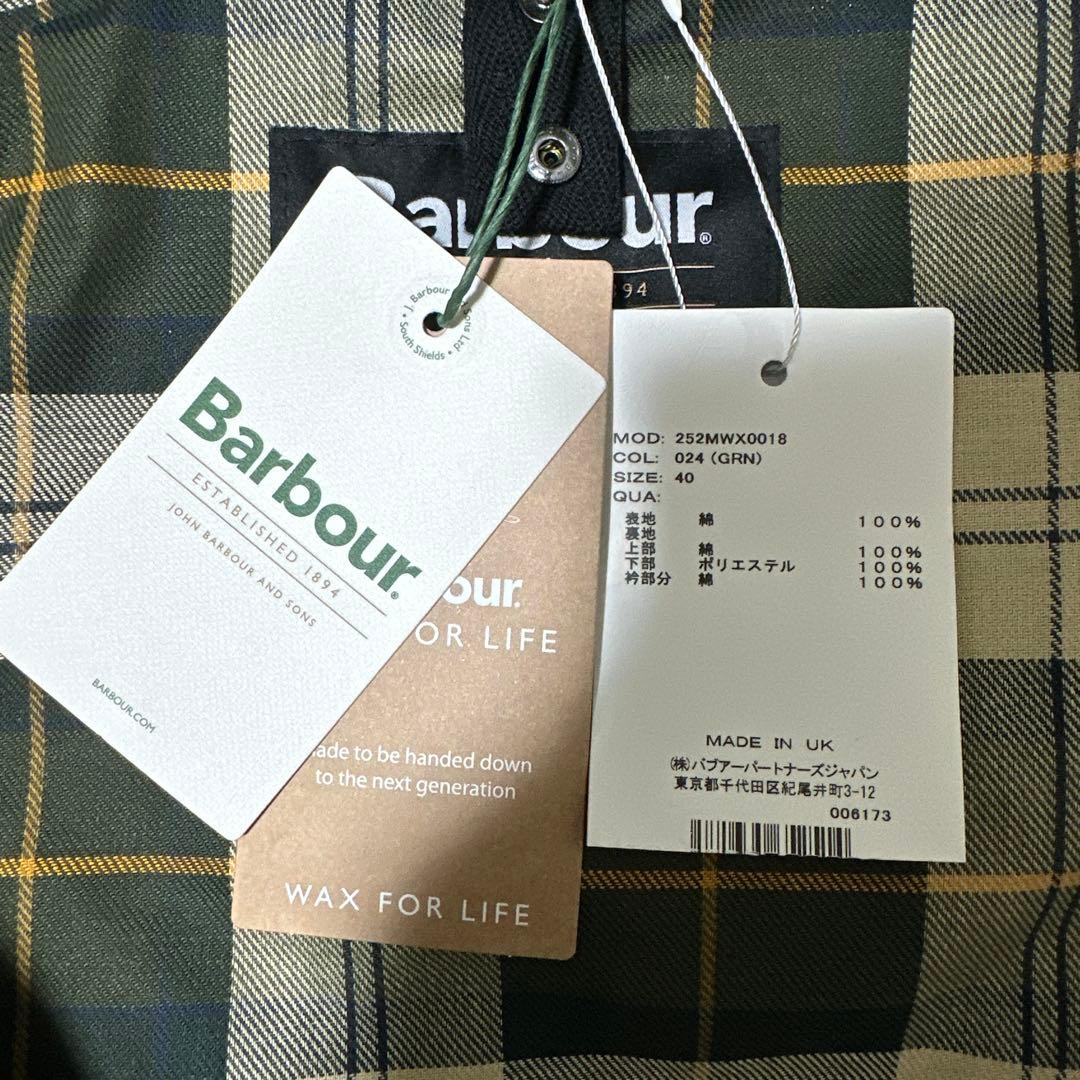 Barbour®
894
J. Barbour & Sons Ltd • South Shields •
Barbour®
ESTABLISHED 1894
JOHN BARBOUR AND SONS
BARBOUR.COM
our.
FOR LIFE
ade to be handed down
to the next generation
WAX FOR LIFE
MOD: 252MWX0018
COL: 024 (GRN)
SIZE: 40
QUA:
表地 綿 100%
裏地
上部 綿 100%
下部 ポリエステル 100%
衿部分 綿 100%
MADE IN UK
(株)バブアーパートナーズジャパン
東京都千代田区紀尾井町3-12
006173